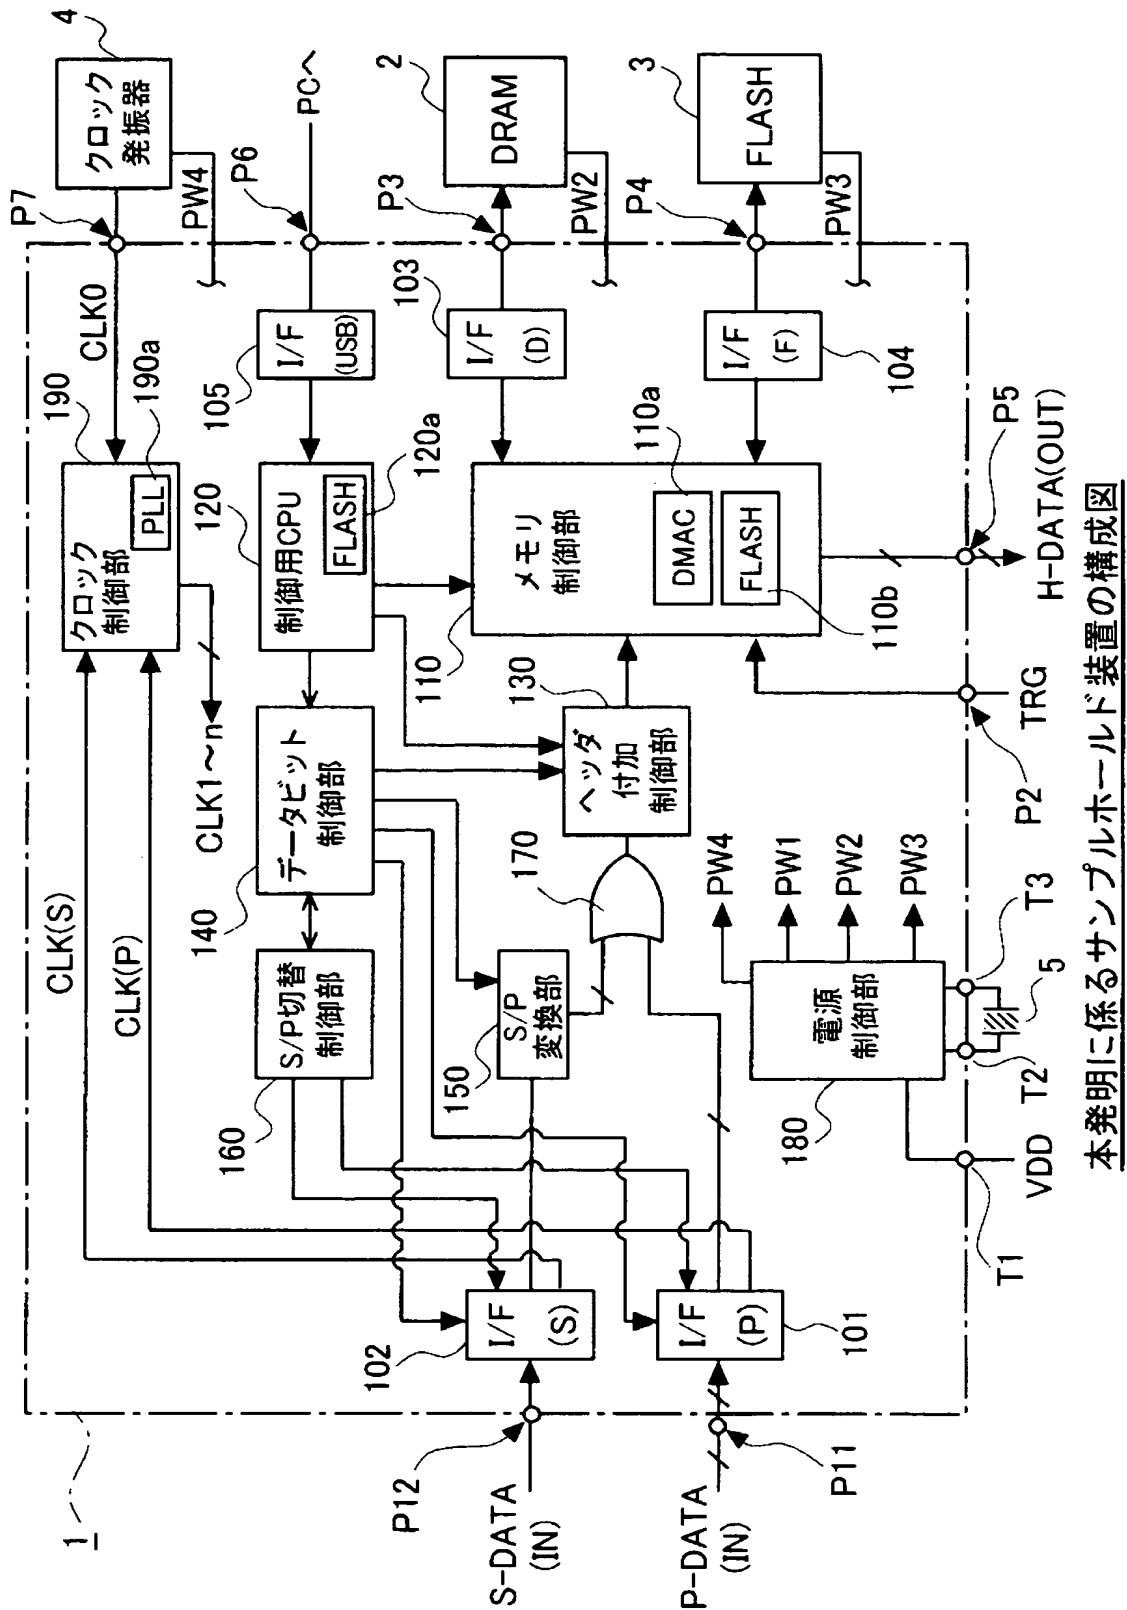 1
CLK(S)
CLK(P)
190
クロック
制御部
PLL
190a
CLK0
P7
4
クロック
発振器
PW4
CLK1～n
160
S/P切替
制御部
140
データビット
制御部
120
制御用CPU
FLASH
120a
105
I/F
(USB)
P6
PCへ
102
I/F
(S)
P12
S-DATA
(IN)
150
S/P
変換部
170
130
ヘッダ
付加
制御部
110
メモリ
制御部
DMAC
110a
FLASH
110b
103
I/F
(D)
P3
2
DRAM
PW2
I/F
(F)
104
P4
3
FLASH
PW3
P-DATA
(IN)
P11
I/F
(P)
101
180
電源
制御部
PW4
PW1
PW2
PW3
T1
VDD
T2
5
T3
P2
TRG
P5
H-DATA(OUT)
本発明に係るサンプルホールド装置の構成図